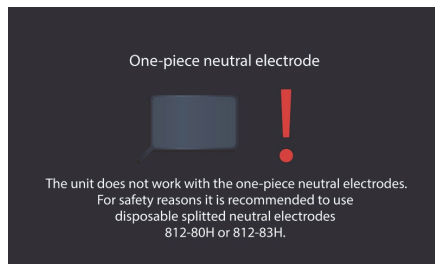 One-piece neutral electrode
The unit does not work with the one-piece neutral electrodes.
For safety reasons it is recommended to use
disposable splitted neutral electrodes
812-80H or 812-83H.